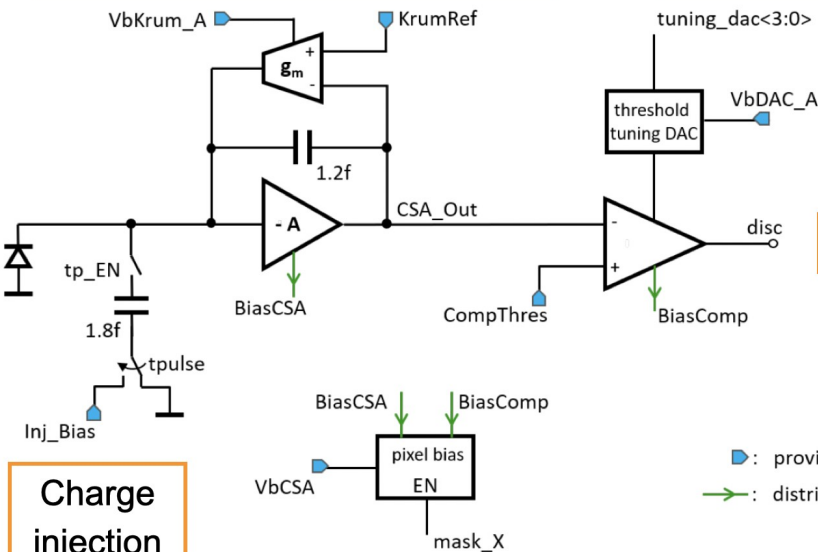 VbKrum_A
KrumRef
tuning_dac<3:0>
+
gm
-
threshold
tuning DAC
VbDAC_A
1.2f
- A
CSA_Out
-
disc
tp_EN
+
BiasCSA
CompThres
BiasComp
1.8f
tpulse
Inj_Bias
BiasCSA
BiasComp
pixel bias
EN
VbCSA
mask_X
: provi
: distri
Charge
injection